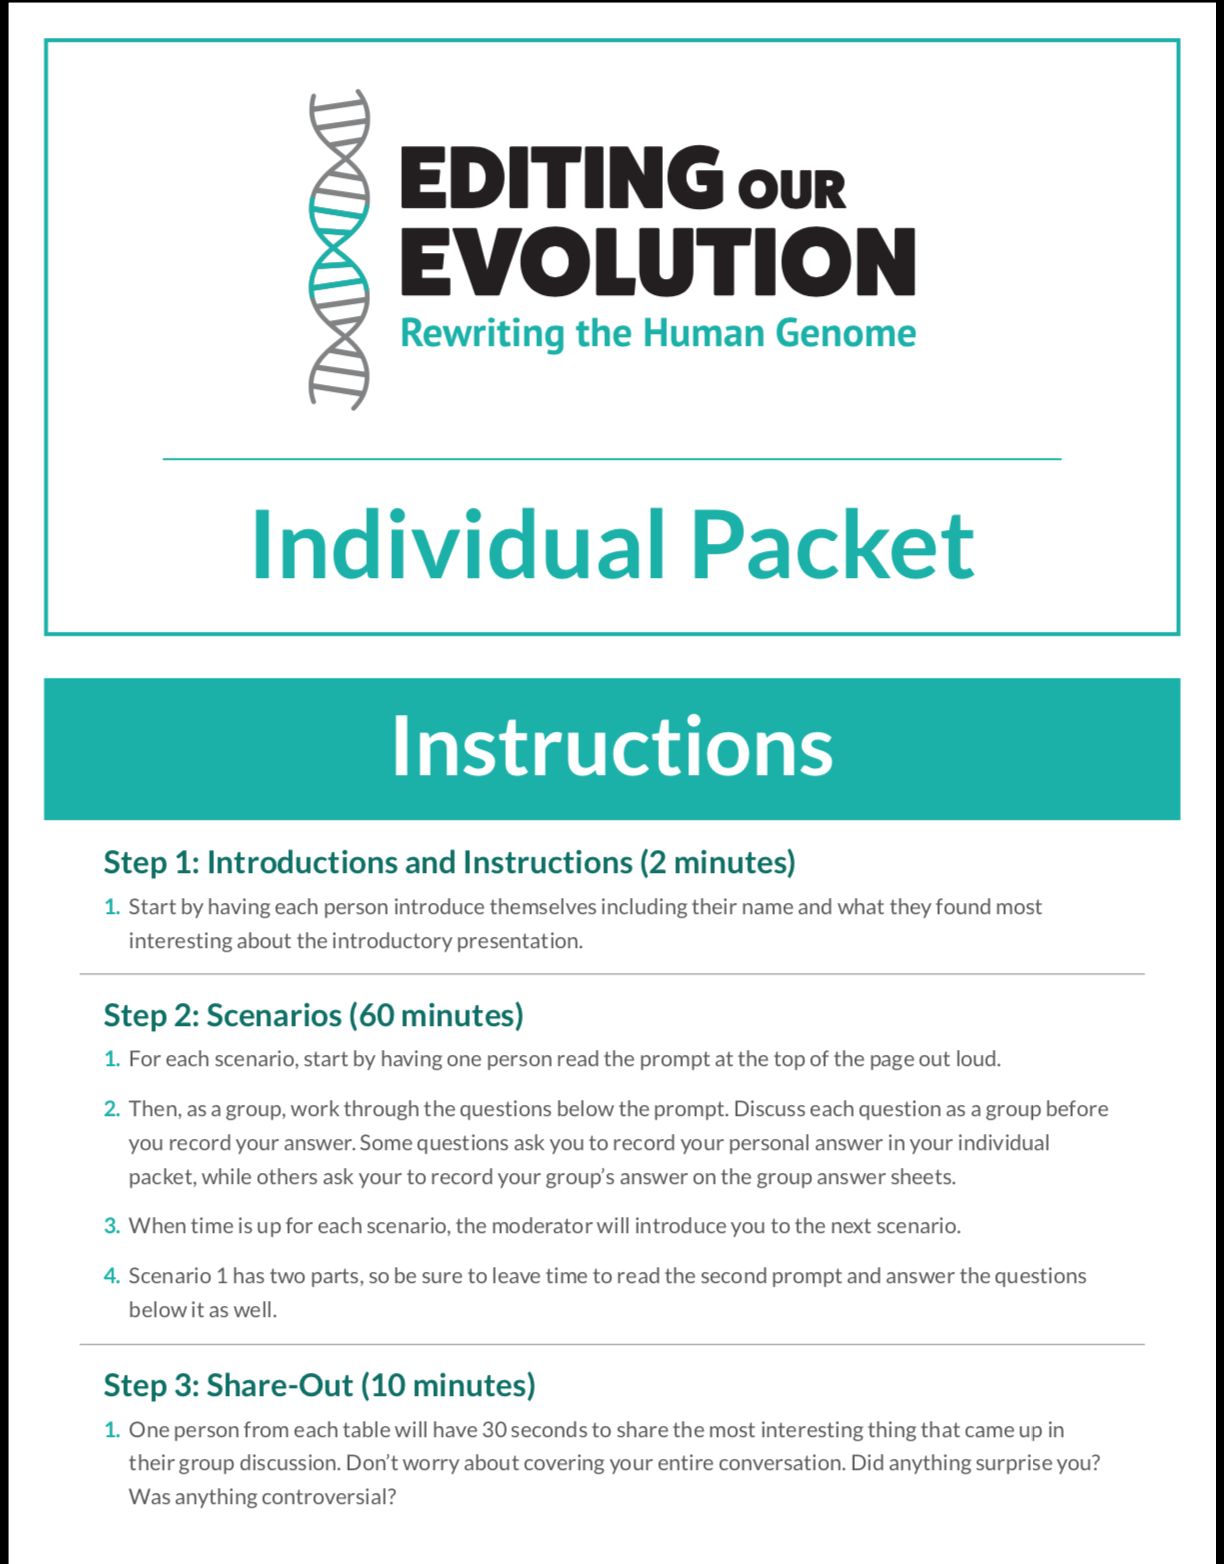 EDITING OUR
EVOLUTION
Rewriting the Human Genome
Individual Packet
Instructions
Step 1: Introductions and Instructions (2 minutes)
1. Start by having each person introduce themselves including their name and what they found most
interesting about the introductory presentation.
Step 2: Scenarios (60 minutes)
1. For each scenario, start by having one person read the prompt at the top of the page out loud.
2. Then, as a group, work through the questions below the prompt. Discuss each question as a group before
you record your answer. Some questions ask you to record your personal answer in your individual
packet, while others ask your to record your group’s answer on the group answer sheets.
3. When time is up for each scenario, the moderator will introduce you to the next scenario.
4. Scenario 1 has two parts, so be sure to leave time to read the second prompt and answer the questions
below it as well.
Step 3: Share-Out (10 minutes)
1. One person from each table will have 30 seconds to share the most interesting thing that came up in
their group discussion. Don’t worry about covering your entire conversation. Did anything surprise you?
Was anything controversial?